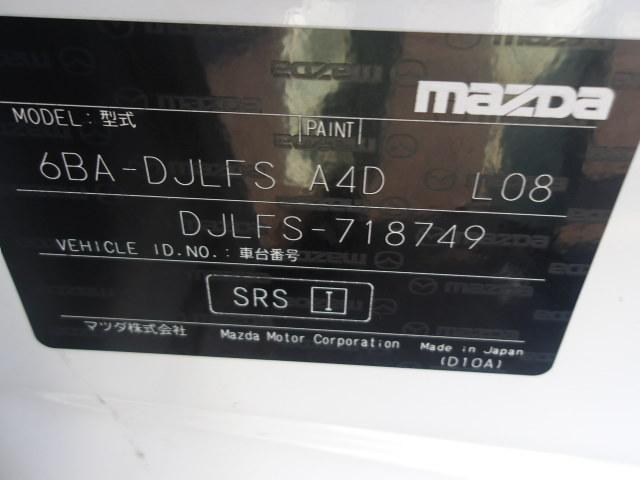 mazda
MODEL:型式 PAINT
6BA-DJLFS A4D L08
DJLFS-718749
VEHICLE ID.NO.:車台番号
SRS I
マツダ株式会社 Mazda Motor Corporation Made in Japan
(D10A)